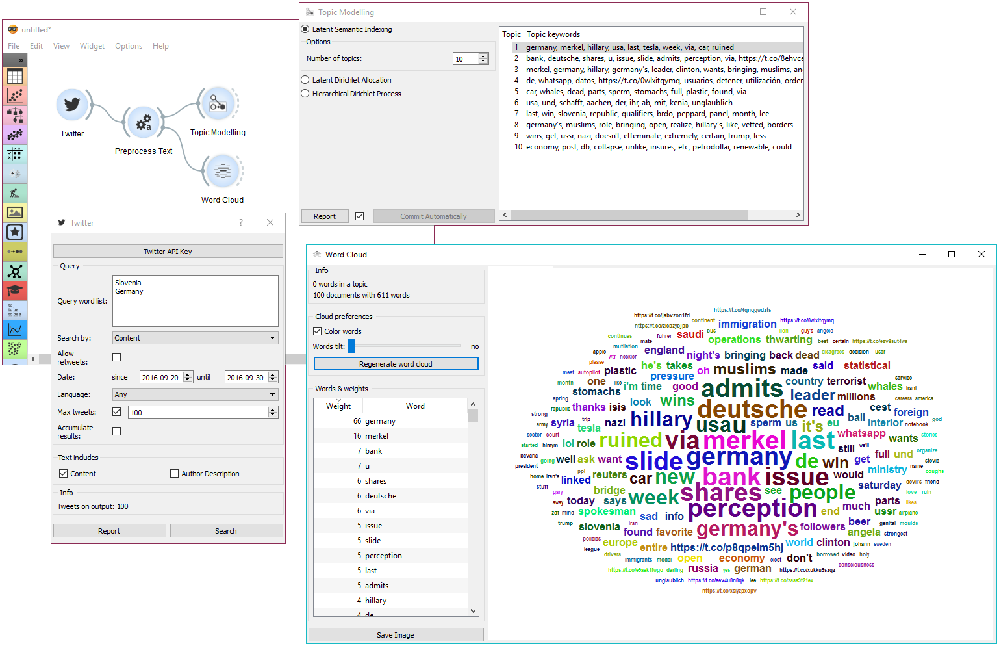 untitled*
File Edit View Widget Options Help
»
Twitter
Preprocess Text
Topic Modelling
Word Cloud
to
to be
to be a
Topic Modelling
Latent Semantic Indexing
Options
Number of topics: 10
Latent Dirichlet Allocation
Hierarchical Dirichlet Process
Report
Commit Automatically
Topic Topic keywords
1 germany, merkel, hillary, usa, last, tesla, week, via, car, ruined
2 bank, deutsche, shares, u, issue, slide, admits, perception, via, https://t.co/8ehvce
3 merkel, germany, hillary, germany's, leader, clinton, wants, bringing, muslims, ang
4 de, whatsapp, datos, https://t.co/0wlxitqymq, usuarios, detener, utilización, orden
5 car, whales, dead, parts, sperm, stomachs, full, plastic, found, via
6 usa, und, schafft, aachen, der, ihr, ab, mit, kenia, unglaublich
7 last, win, slovenia, republic, qualifiers, brdo, peppard, panel, month, lee
8 germany's, muslims, role, bringing, open, realize, hillary's, like, vetted, borders
9 wins, get, ussr, nazi, doesn't, effeminate, extremely, certain, trump, less
10 economy, post, db, collapse, unlike, insures, etc, petrodollar, renewable, could
Twitter ?
Twitter API Key
Query
Query word list:
Slovenia
Germany
Search by: Content
Allow
retweets:
Date: since 2016-09-20 until 2016-09-30
Language: Any
Max tweets: 100
Accumulate
results:
Text includes
Content Author Description
Info
Tweets on output: 100
Report Search
Word Cloud
Info
0 words in a topic
100 documents with 611 words
Cloud preferences
Color words
Words tilt: no
Regenerate word cloud
Words & weights
Weight Word
66 germany
16 merkel
7 bank
7 u
6 shares
6 deutsche
6 via
5 issue
5 slide
5 perception
5 last
5 admits
4 hillary
4 de
Save Image
https://t.co/4qnqgwdzts
https://t.co/jabvzon1fd
https://t.co/zicbzybjpb continent immigration https://t.co/0wlxitqymq
continues fuhrer saudi bus lion guy's angelo
mate operations thwarting best certain https://t.co/ezv6sut4wa
mutilation england night's bringing back dead disagrees decision user
apple wtf heckler he's takes oh muslims made said statistical
please plastic pressure country terrorist service
meet autopilot one like i'm time good admits leader millions whales irani
month stomachs look wins careers america
spring republic thanks isis hillary deutsche read bail cest foreign
strong army syria trip nazi tesla usa u sperm us it's eu interior notebook god
sector court lol role ruined via merkel last still we'll whatsapp wants stories
started himym
bavaria going well ask want slide germany de win get full und organize
president ppl ministry name stevie
home iran's linked reuters car new bank issue would saturday coughs
stuff gary bridge shares see people devil's friend
away today says week perception much parts love ruin likes
zdf mind spokesman sad info end ussr airplane
trump slovenia iran found favorite germany's followers beer genital moulds
policies europe angela strongest
league entire https://t.co/p8qpeim5hj world clinton johann sweden
drivers immigrants model open economy elect don't borrowed video holy
https://t.co/e9aek1fwgo darling russia yes german https://t.co/xukku5szqz consciousness
unglaublich https://t.co/sev4u8n8qk lee https://t.co/zass9t21ex
https://t.co/xslyzpxopv